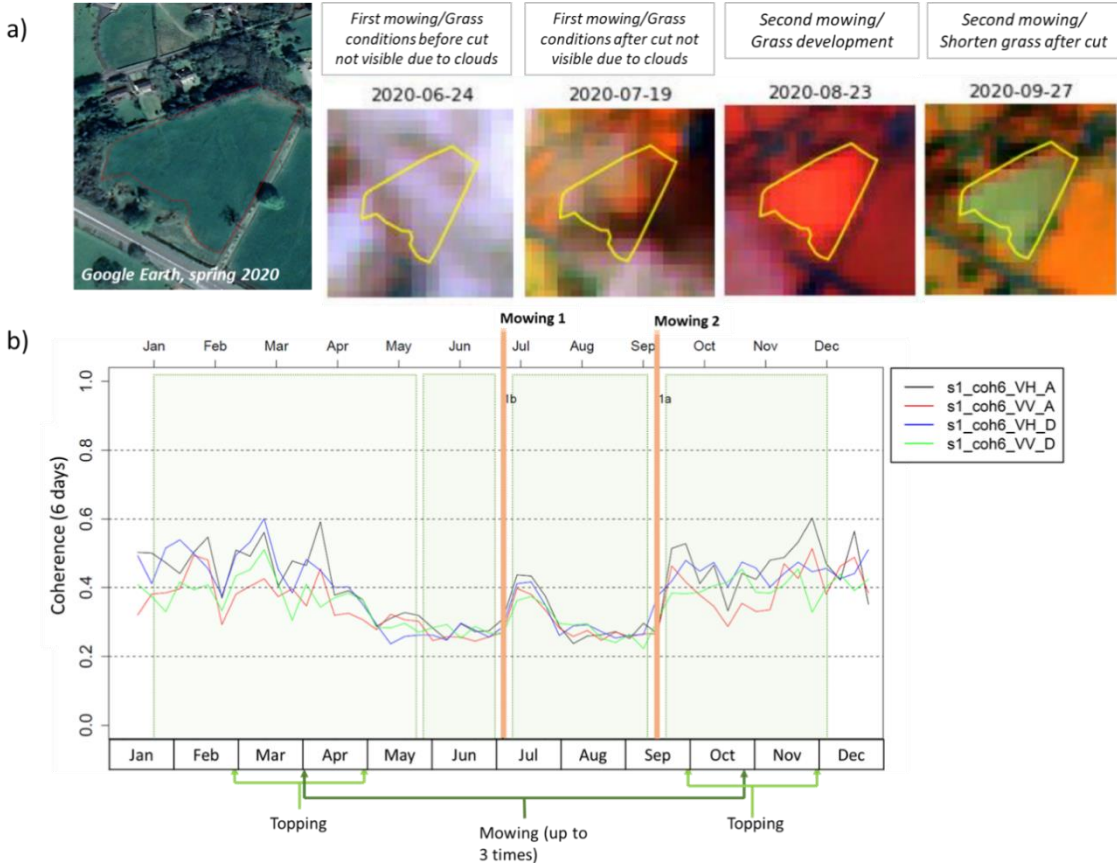 a)
First mowing/Grass
conditions before cut
not visible due to clouds
First mowing/Grass
conditions after cut not
visible due to clouds
Second mowing/
Grass development
Second mowing/
Shorten grass after cut
2020-06-24
2020-07-19
2020-08-23
2020-09-27
Google Earth, spring 2020
b)
Mowing 1
Mowing 2
Jan Feb Mar Apr May Jun Jul Aug Sep Oct Nov Dec
Coherence (6 days)
1.0
0.8
0.6
0.4
0.2
0.0
1b
1a
s1_coh6_VH_A
s1_coh6_VV_A
s1_coh6_VH_D
s1_coh6_VV_D
Jan Feb Mar Apr May Jun Jul Aug Sep Oct Nov Dec
Topping
Mowing (up to
3 times)
Topping